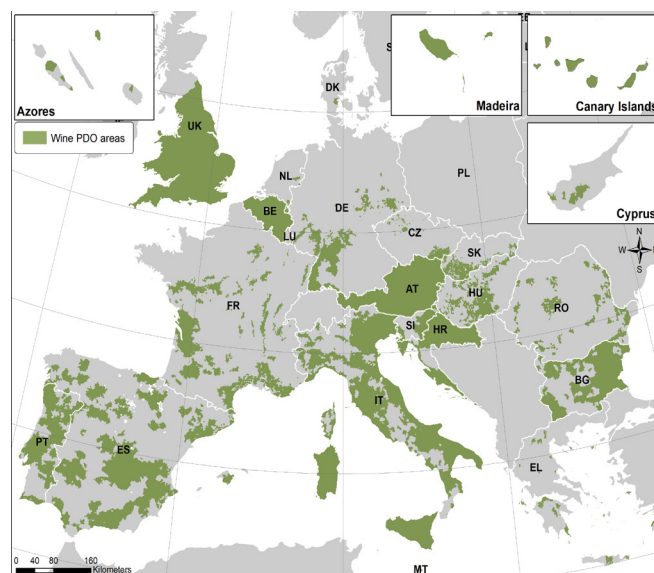 Azores
Wine PDO areas
Madeira
Canary Islands
Cyprus
DK
UK
NL
PL
BE
DE
LU
CZ
SK
N
W
S
FR
AT
HU
SI
HR
RO
BG
IT
PT
ES
EL
MT
0 40 80 160
Kilometers